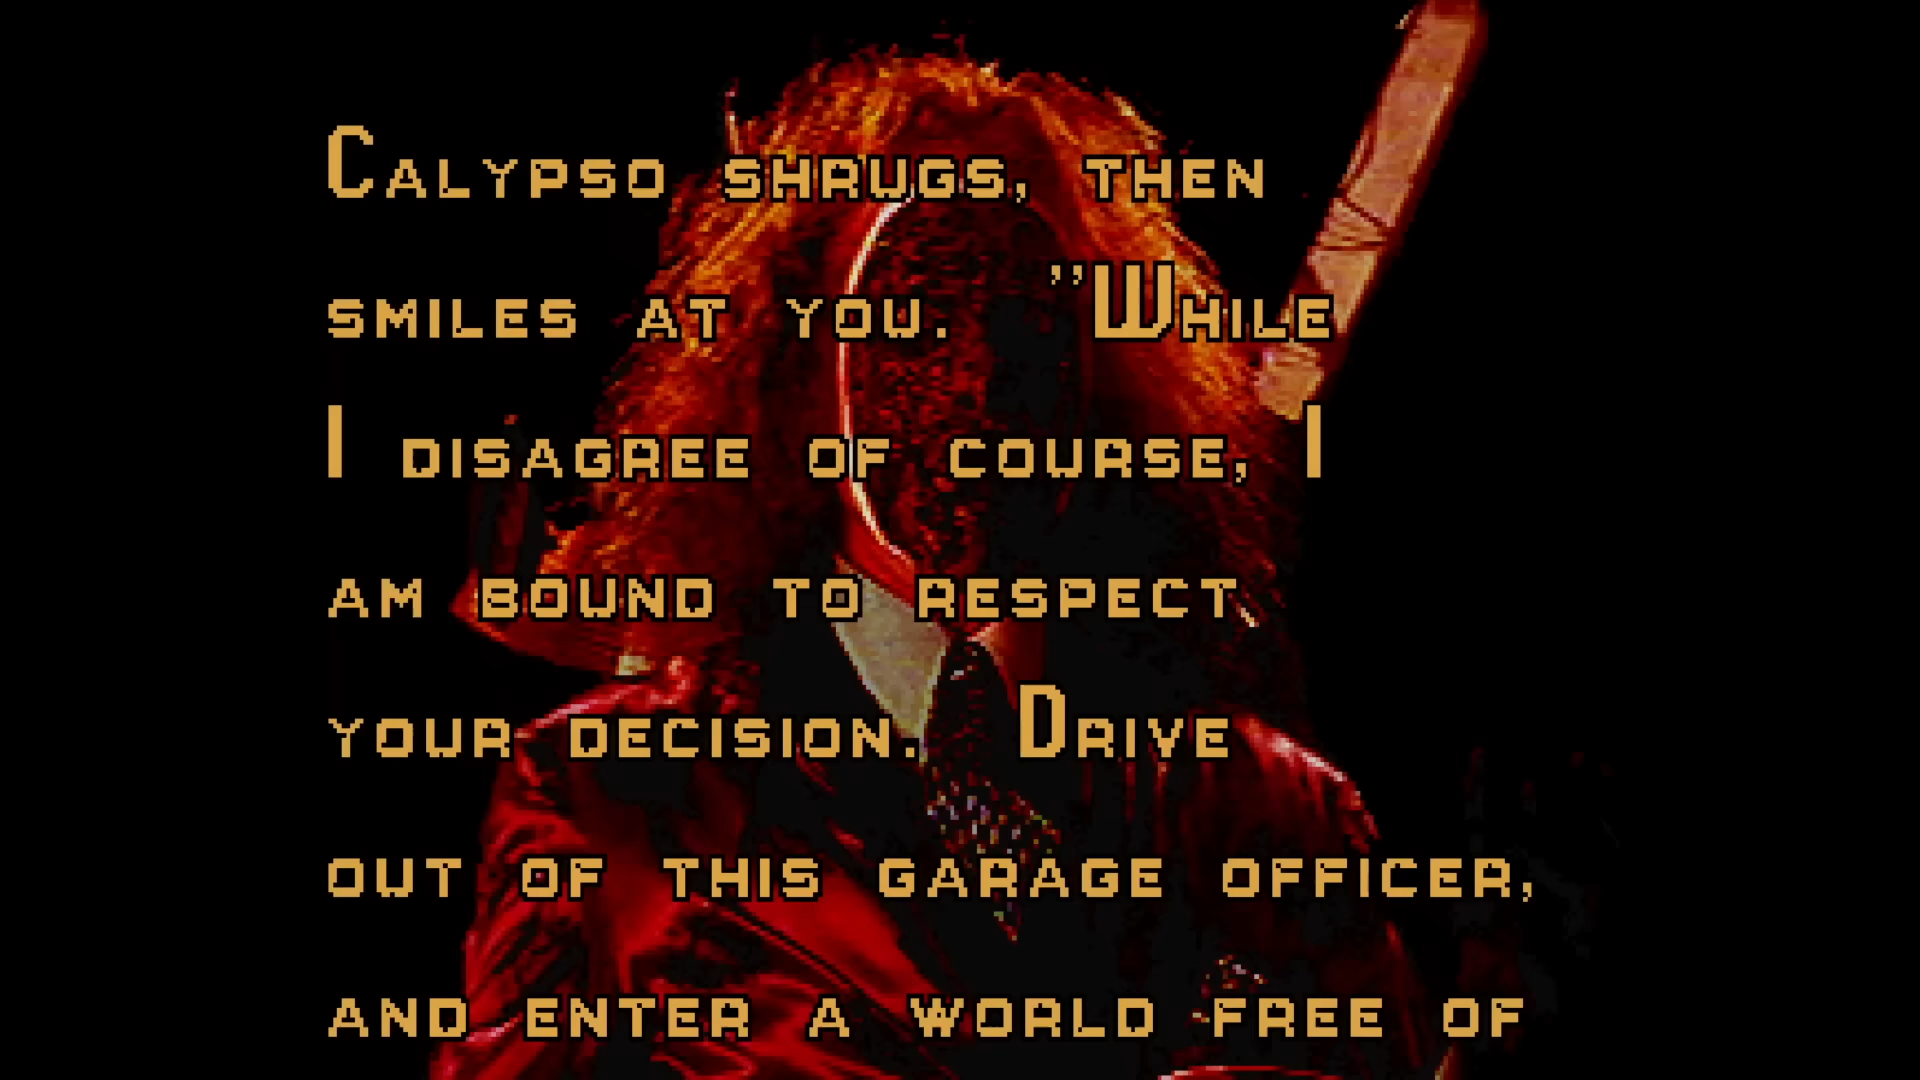 Calypso shrugs, then
smiles at you. "While
I disagree of course, I
am bound to respect
your decision. Drive
out of this garage officer,
and enter a world free of